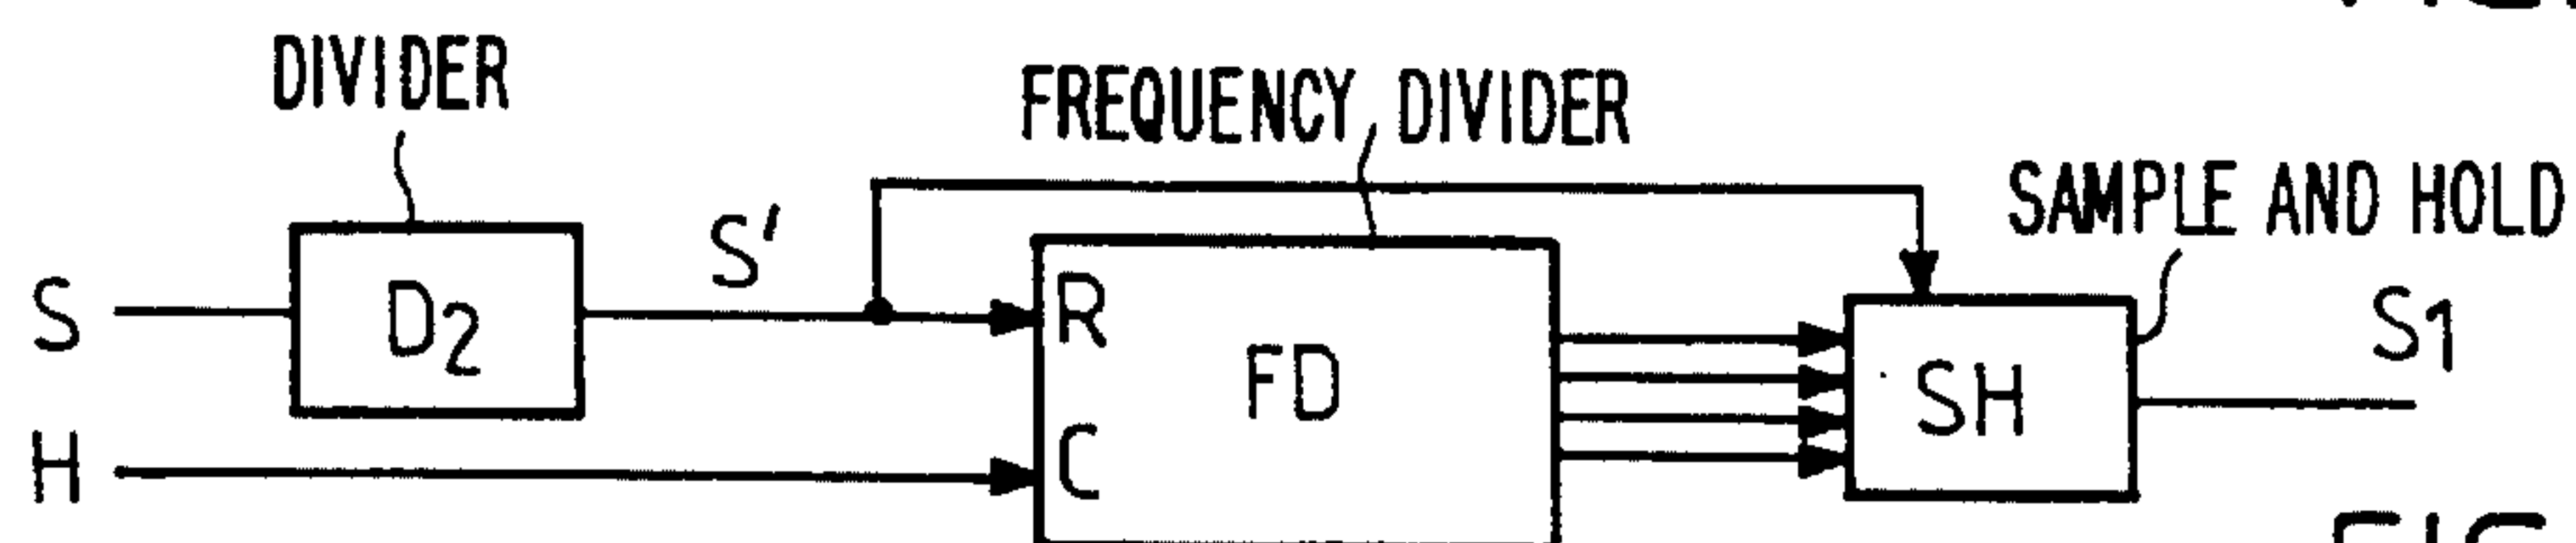 DIVIDER
FREQUENCY DIVIDER
SAMPLE AND HOLD
S
D2
S'
R
FD
SH
S1
H
C